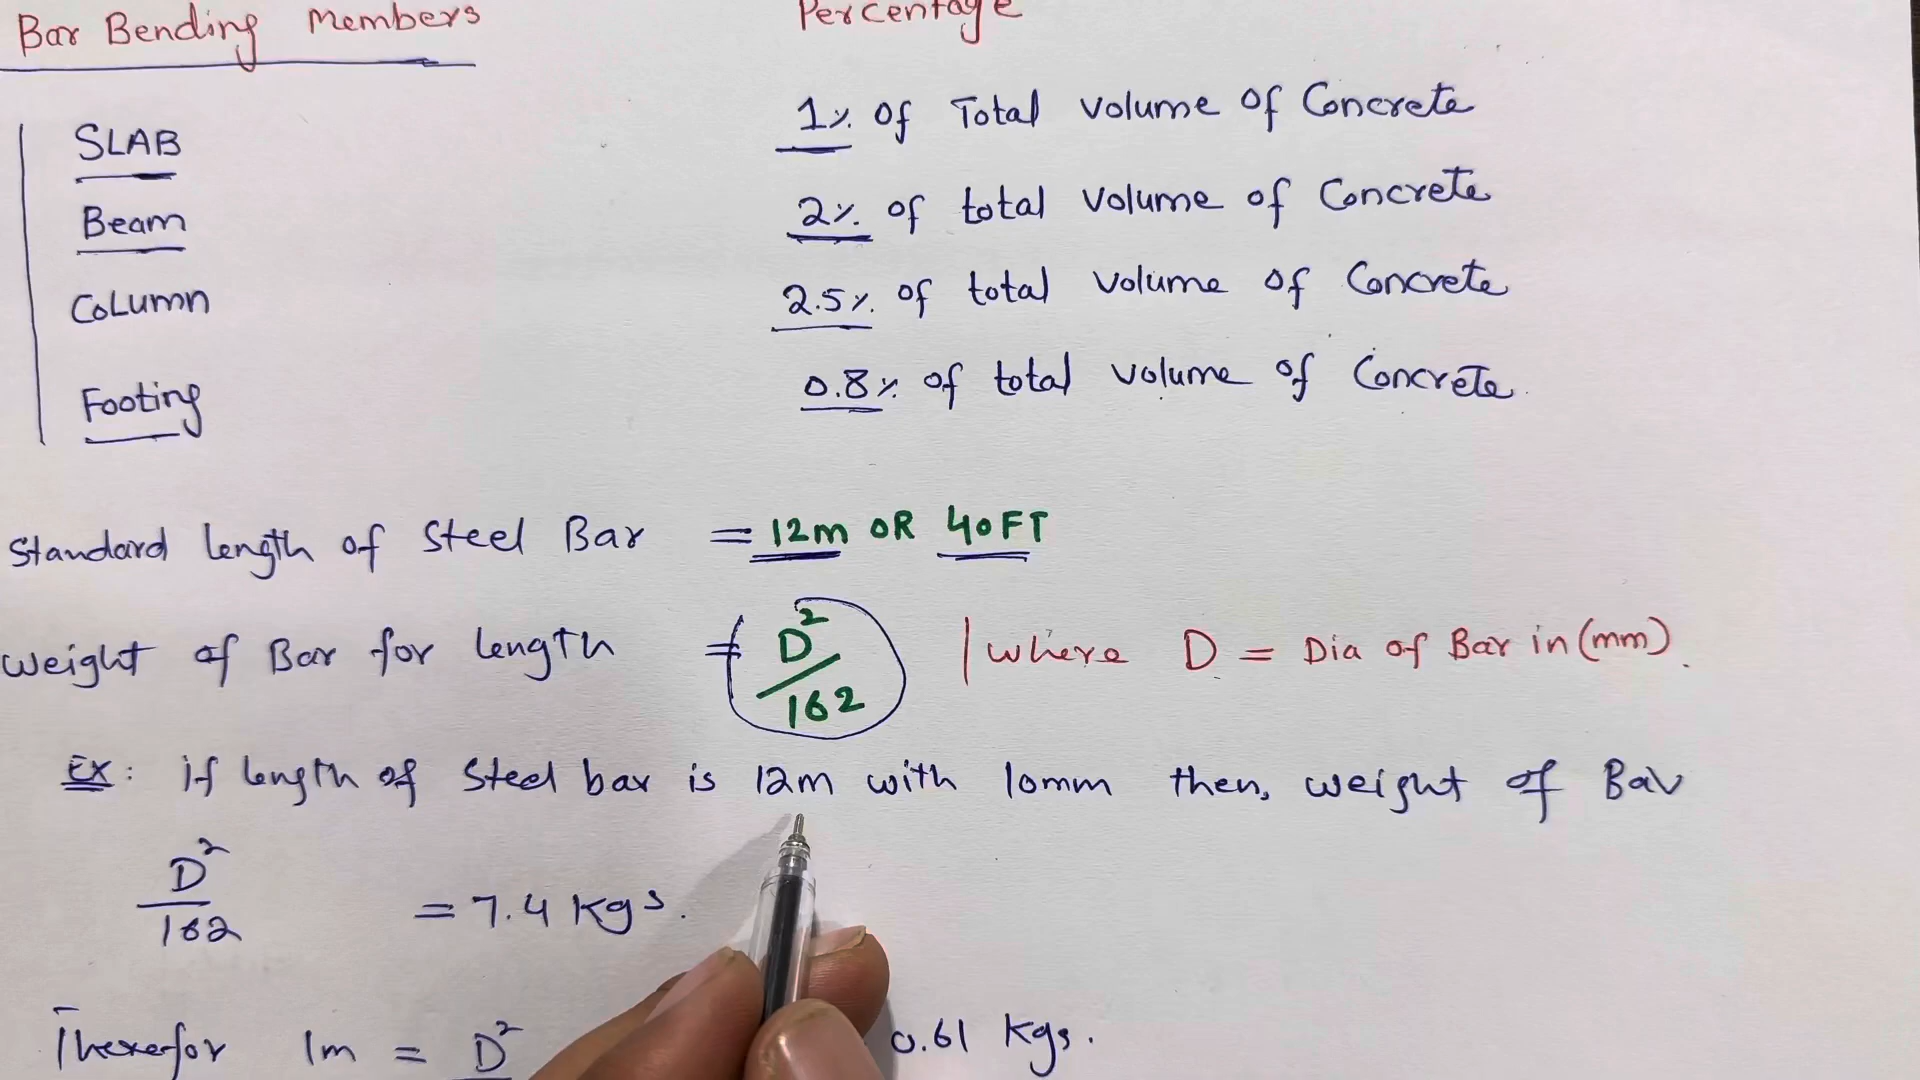 Bar Bending Members Percentage
SLAB 1% of Total volume of Concrete
Beam 2% of total volume of Concrete
Column 2.5% of total volume of Concrete
Footing 0.8% of total volume of Concrete.
Standard length of Steel Bar = 12m OR 40FT
Weight of Bar for length = D²/162 | where D = Dia of Bar in (mm).
Ex: if length of Steel bar is 12m with 10mm then, weight of Bar
D²/162 = 7.4 kgs.
Therefor 1m = D² 0.61 kgs.